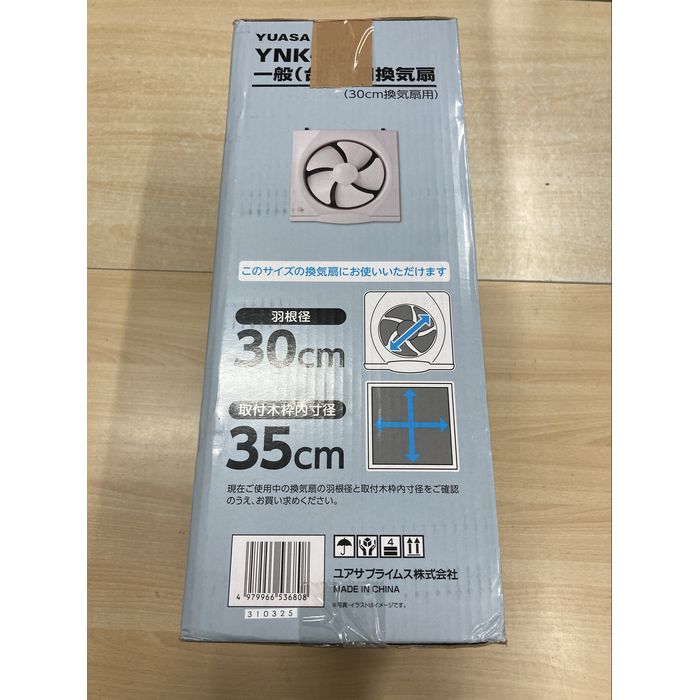 YUASA
YNK
一般(台 換気扇
(30cm換気扇用)
このサイズの換気扇にお使いいただけます
羽根径
30cm
取付木枠内寸径
35cm
現在ご使用中の換気扇の羽根径と取付木枠内寸径をご確認
のうえ、お買い求めください。
4
ユアサプライムス株式会社
MADE IN CHINA
※写真・イラストはイメージです。
4 979966 536808
310325